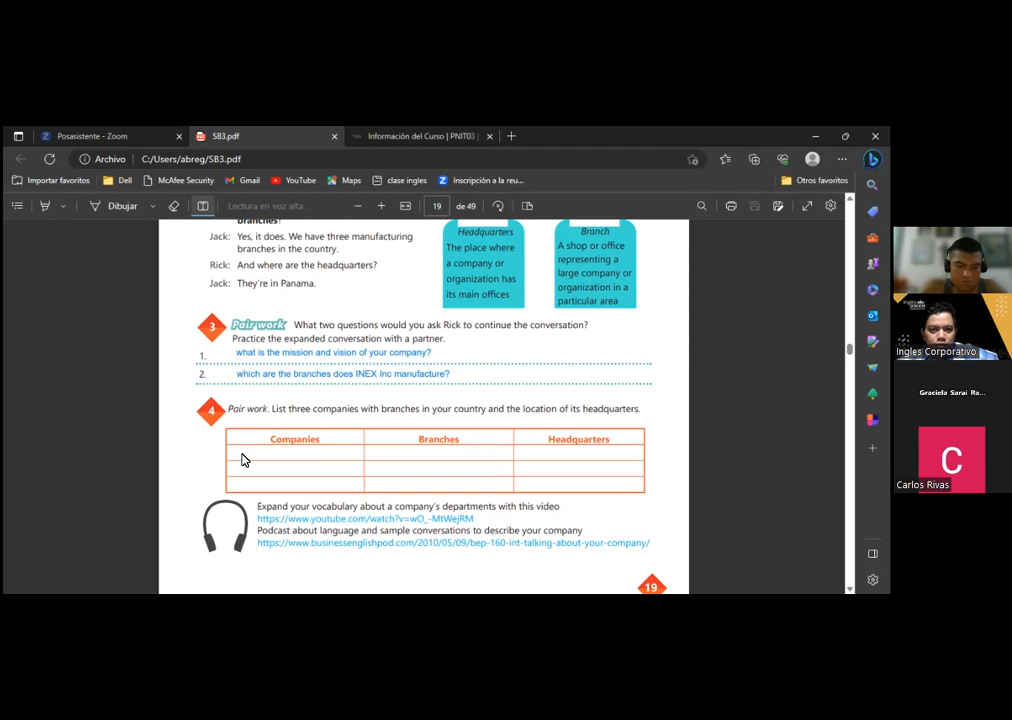 Posasistente - Zoom
SB3.pdf
Información del Curso | PNIT03 |
Archivo
C:/Users/abreg/SB3.pdf
Importar favoritos
Dell
McAfee Security
Gmail
YouTube
Maps
clase ingles
Inscripción a la reu...
Otros favoritos
Dibujar
Lectura en voz alta
19
de 49
branches?
Jack: Yes, it does. We have three manufacturing
branches in the country.
Rick: And where are the headquarters?
Jack: They're in Panama.
Headquarters
The place where
a company or
organization has
its main offices
Branch
A shop or office
representing a
large company or
organization in a
particular area
3 Pair work What two questions would you ask Rick to continue the conversation?
Practice the expanded conversation with a partner.
1. what is the mission and vision of your company?
2. which are the branches does INEX Inc manufacture?
4 Pair work. List three companies with branches in your country and the location of its headquarters.
Companies Branches Headquarters
Expand your vocabulary about a company's departments with this video
https://www.youtube.com/watch?v=wO_-MtWejRM
Podcast about language and sample conversations to describe your company
https://www.businessenglishpod.com/2010/05/09/bep-160-int-talking-about-your-company/
19
Ingles Corporativo
Graciela Sarai Ra...
C
Carlos Rivas